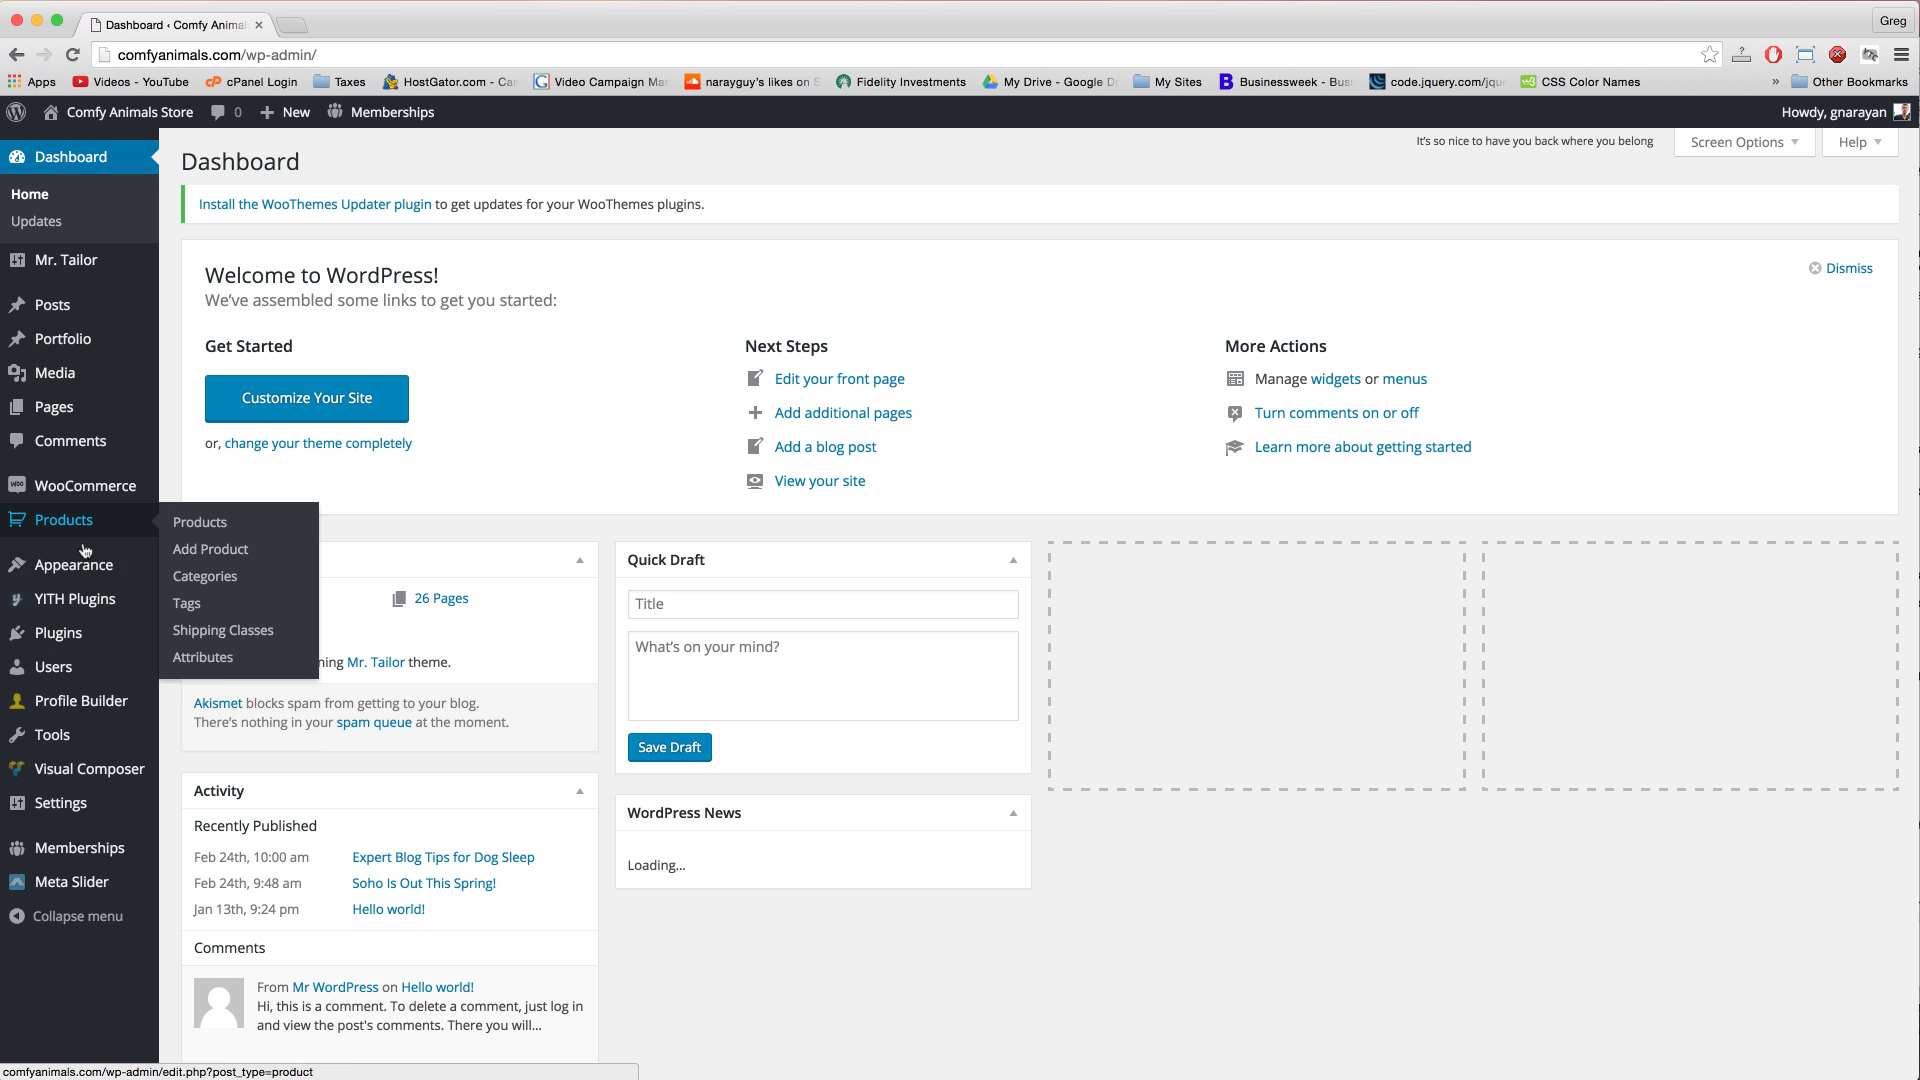 Dashboard ‹ Comfy Anima
Greg
comfyanimals.com/wp-admin/
Apps
Videos - YouTube
cPanel Login
Taxes
HostGator.com - Ca
Video Campaign Ma
narayguy's likes on S
Fidelity Investments
My Drive - Google D
My Sites
Businessweek - Bus
code.jquery.com/jqu
CSS Color Names
»
Other Bookmarks
Comfy Animals Store
0
New
Memberships
Howdy, gnarayan
Dashboard
Home
Updates
Mr. Tailor
Posts
Portfolio
Media
Pages
Comments
WooCommerce
Products
Appearance
YITH Plugins
Plugins
Users
Profile Builder
Tools
Visual Composer
Settings
Memberships
Meta Slider
Collapse menu
Products
Add Product
Categories
Tags
Shipping Classes
Attributes
It's so nice to have you back where you belong
Screen Options
Help
Dashboard
Install the WooThemes Updater plugin to get updates for your WooThemes plugins.
Welcome to WordPress!
We've assembled some links to get you started:
Dismiss
Get Started
Customize Your Site
or, change your theme completely
Next Steps
Edit your front page
Add additional pages
Add a blog post
View your site
More Actions
Manage widgets or menus
Turn comments on or off
Learn more about getting started
26 Pages
ning Mr. Tailor theme.
Akismet blocks spam from getting to your blog.
There's nothing in your spam queue at the moment.
Activity
Recently Published
Feb 24th, 10:00 am Expert Blog Tips for Dog Sleep
Feb 24th, 9:48 am Soho Is Out This Spring!
Jan 13th, 9:24 pm Hello world!
Comments
From Mr WordPress on Hello world!
Hi, this is a comment. To delete a comment, just log in
and view the post's comments. There you will...
Quick Draft
Title
What's on your mind?
Save Draft
WordPress News
Loading...
comfyanimals.com/wp-admin/edit.php?post_type=product